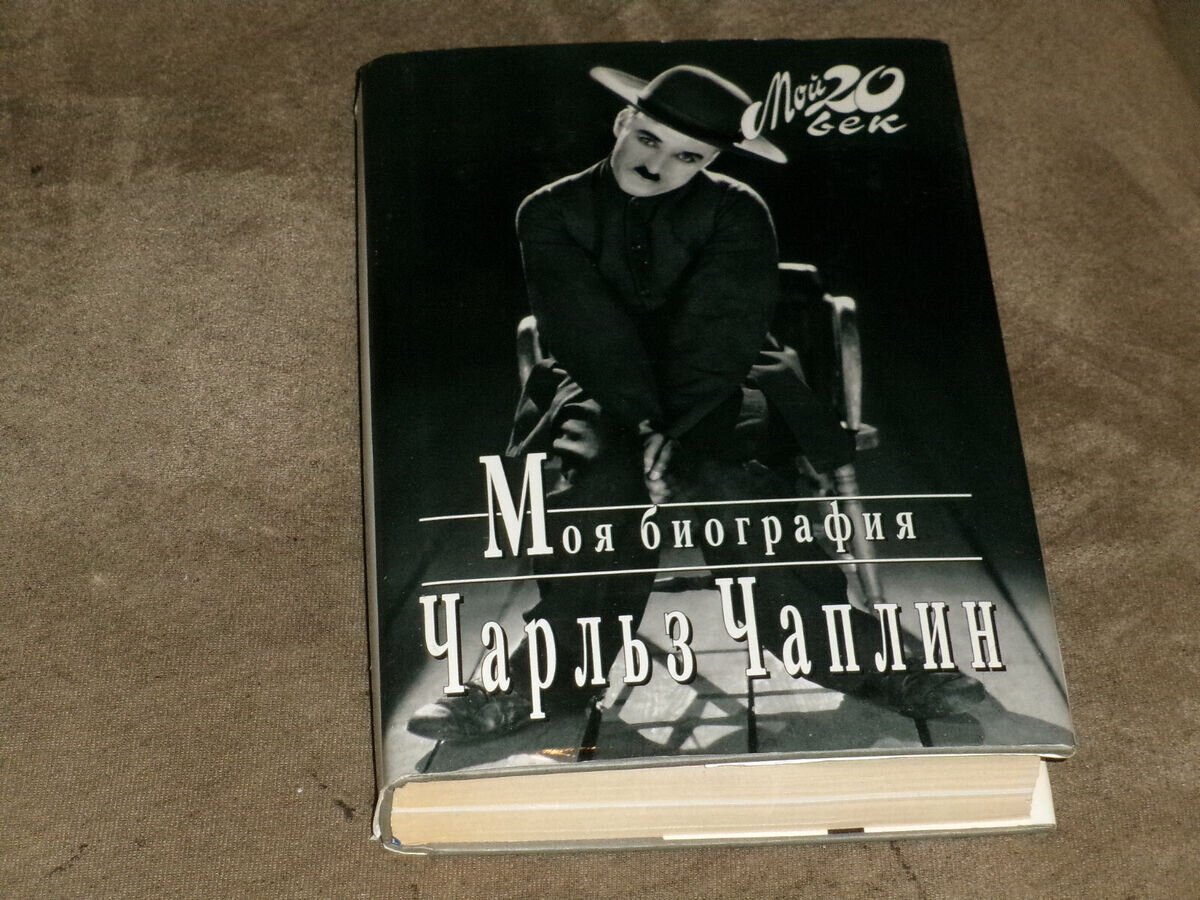 Мой 20
век
Моя биография
Чарльз Чаплин